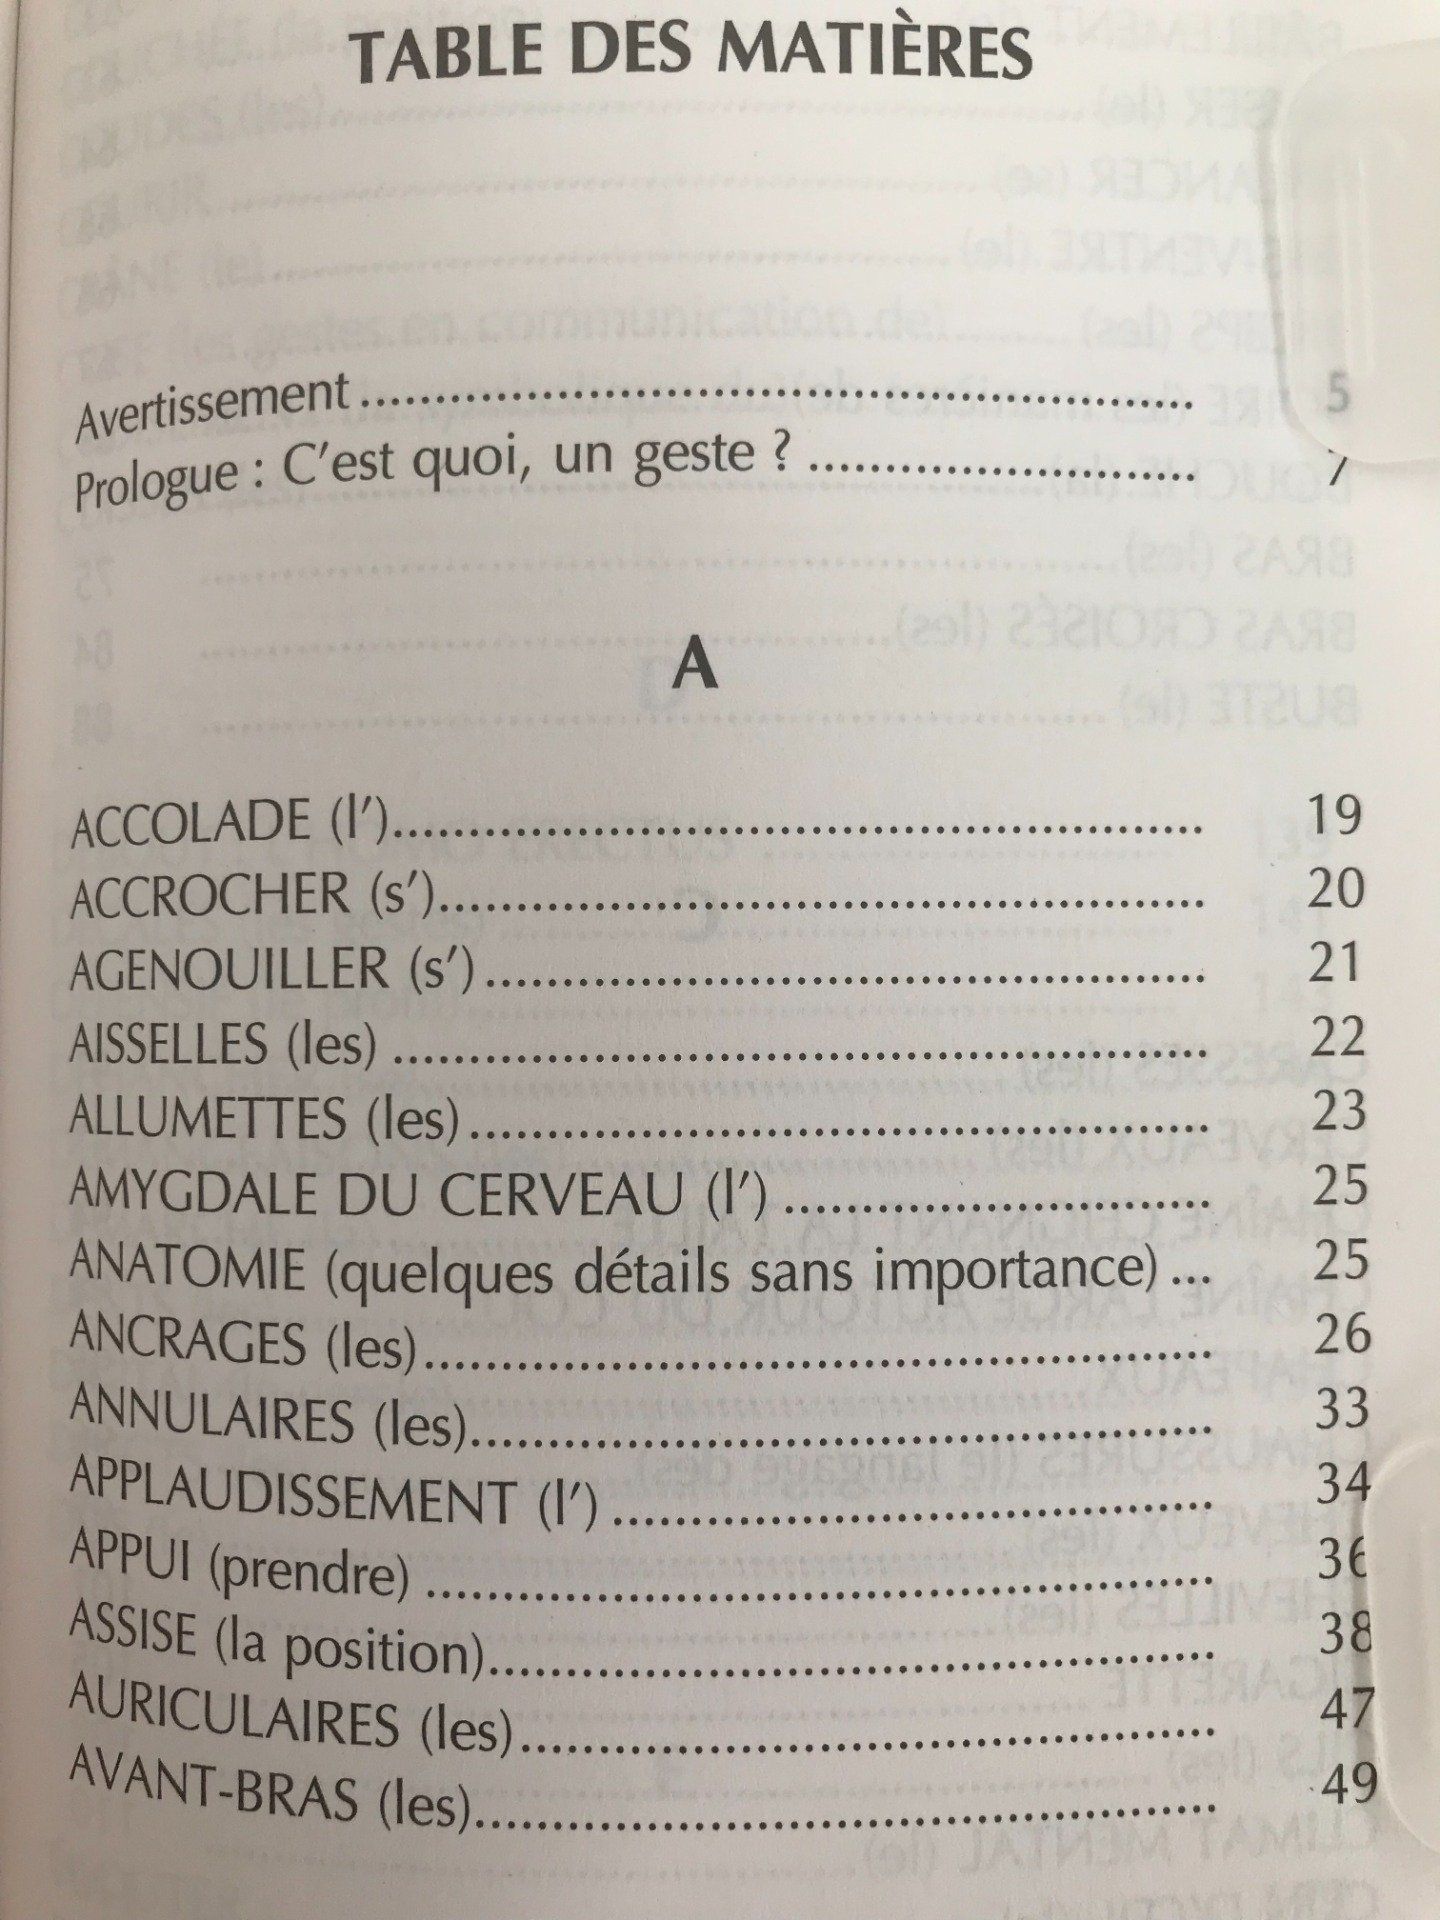 TABLE DES MATIÈRES
Avertissement ........................................................ 5
Prologue : C'est quoi, un geste ? .......................... 7
A
ACCOLADE (l')...................................................... 19
ACCROCHER (s')................................................... 20
AGENOUILLER (s') ................................................ 21
AISSELLES (les) ...................................................... 22
ALLUMETTES (les) ................................................. 23
AMYGDALE DU CERVEAU (l') ............................ 25
ANATOMIE (quelques détails sans importance) ... 25
ANCRAGES (les).................................................... 26
ANNULAIRES (les)................................................. 33
APPLAUDISSEMENT (l') ....................................... 34
APPUI (prendre) .................................................... 36
ASSISE (la position)................................................ 38
AURICULAIRES (les).............................................. 47
AVANT-BRAS (les)................................................. 49